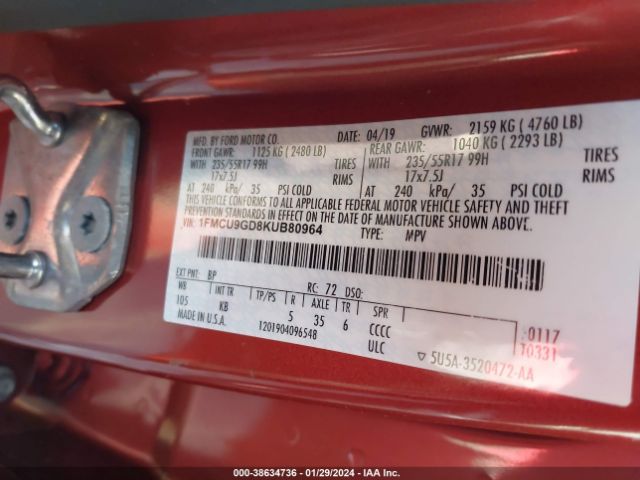 MFD. BY FORD MOTOR CO.
DATE: 04/19 GVWR: 2159 KG ( 4760 LB)
FRONT GAWR: 1125 KG ( 2480 LB) REAR GAWR: 1040 KG ( 2293 LB)
WITH 235/55R17 99H TIRES WITH 235/55R17 99H TIRES
17x7.5J RIMS 17x7.5J RIMS
AT 240 kPa/ 35 PSI COLD AT 240 kPa/ 35 PSI COLD
THIS VEHICLE CONFORMS TO ALL APPLICABLE FEDERAL MOTOR VEHICLE SAFETY AND THEFT
PREVENTION STANDARDS IN EFFECT ON THE DATE OF MANUFACTURE SHOWN ABOVE.
VIN: 1FMCU9GD8KUB80964 TYPE: MPV
EXT PNT: BP RC: 72 DSO:
WB INT TR TP/PS R AXLE TR SPR
105 KB 5 35 6 CCCC
MADE IN U.S.A. 1201904096548 ULC
0117
T0331
▽ 5U5A-3520472-AA
000-38634736 - 01/29/2024 - IAA Inc.